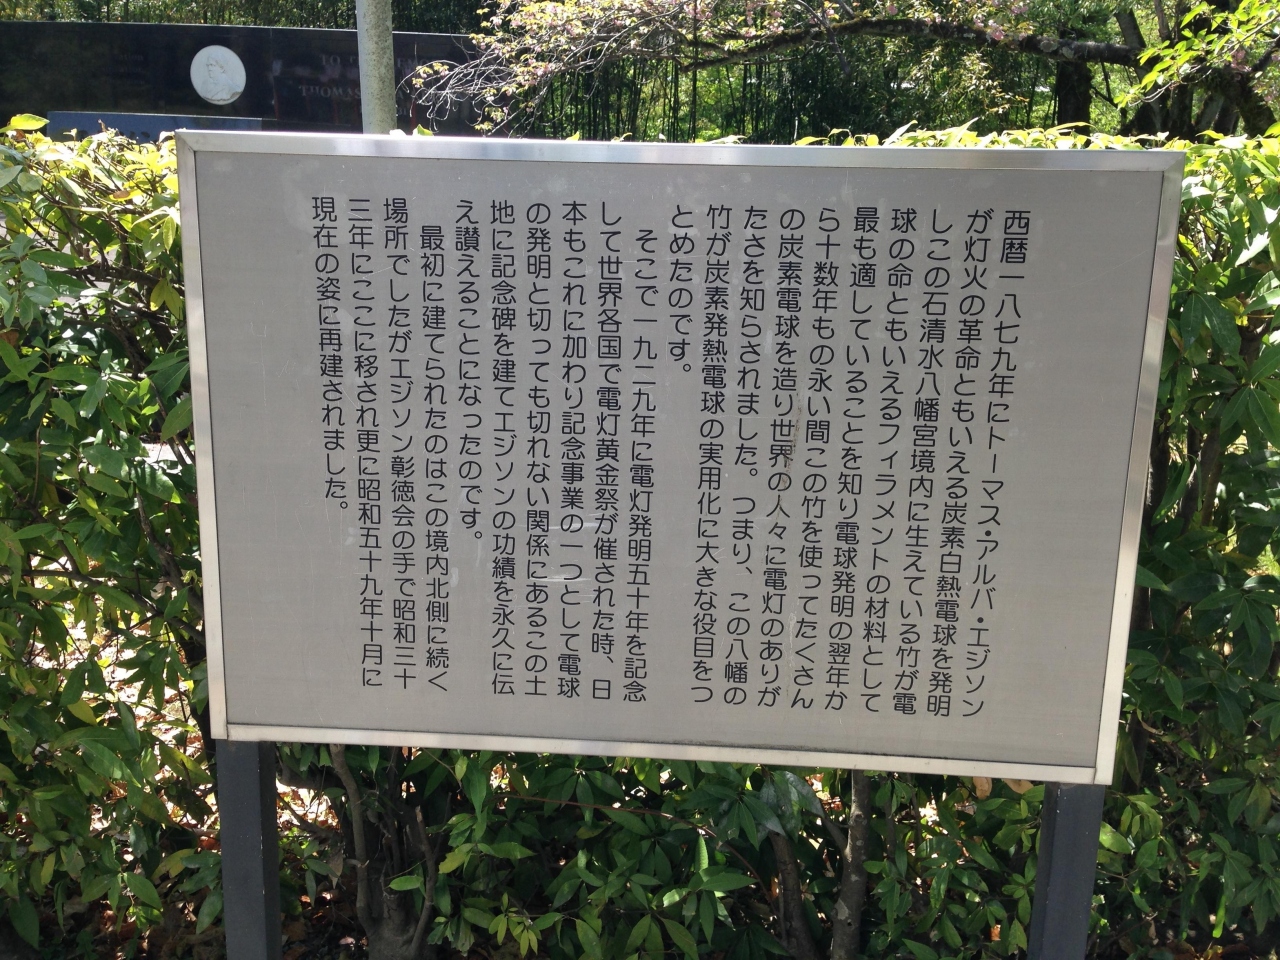 西暦一八七九年にトーマス・アルバ・エジソン
が灯火の革命ともいえる炭素白熱電球を発明
しこの石清水八幡宮境内に生えている竹が電
球の命ともいえるフィラメントの材料として
最も適していることを知り電球発明の翌年か
ら十数年もの永い間この竹を使ってたくさん
の炭素電球を造り世界の人々に電灯のありが
たさを知らされました。つまり、この八幡の
竹が炭素発熱電球の実用化に大きな役目をつ
とめたのです。
そこで一九二九年に電灯発明五十年を記念
して世界各国で電灯黄金祭が催された時、日
本もこれに加わり記念事業の一つとして電球
の発明と切っても切れない関係にあるこの土
地に記念碑を建てエジソンの功績を永久に伝
え讃えることになったのです。
最初に建てられたのはこの境内北側に続く
場所でしたがエジソン彰徳会の手で昭和三十
三年にここに移され更に昭和五十九年十月に
現在の姿に再建されました。
THOMAS